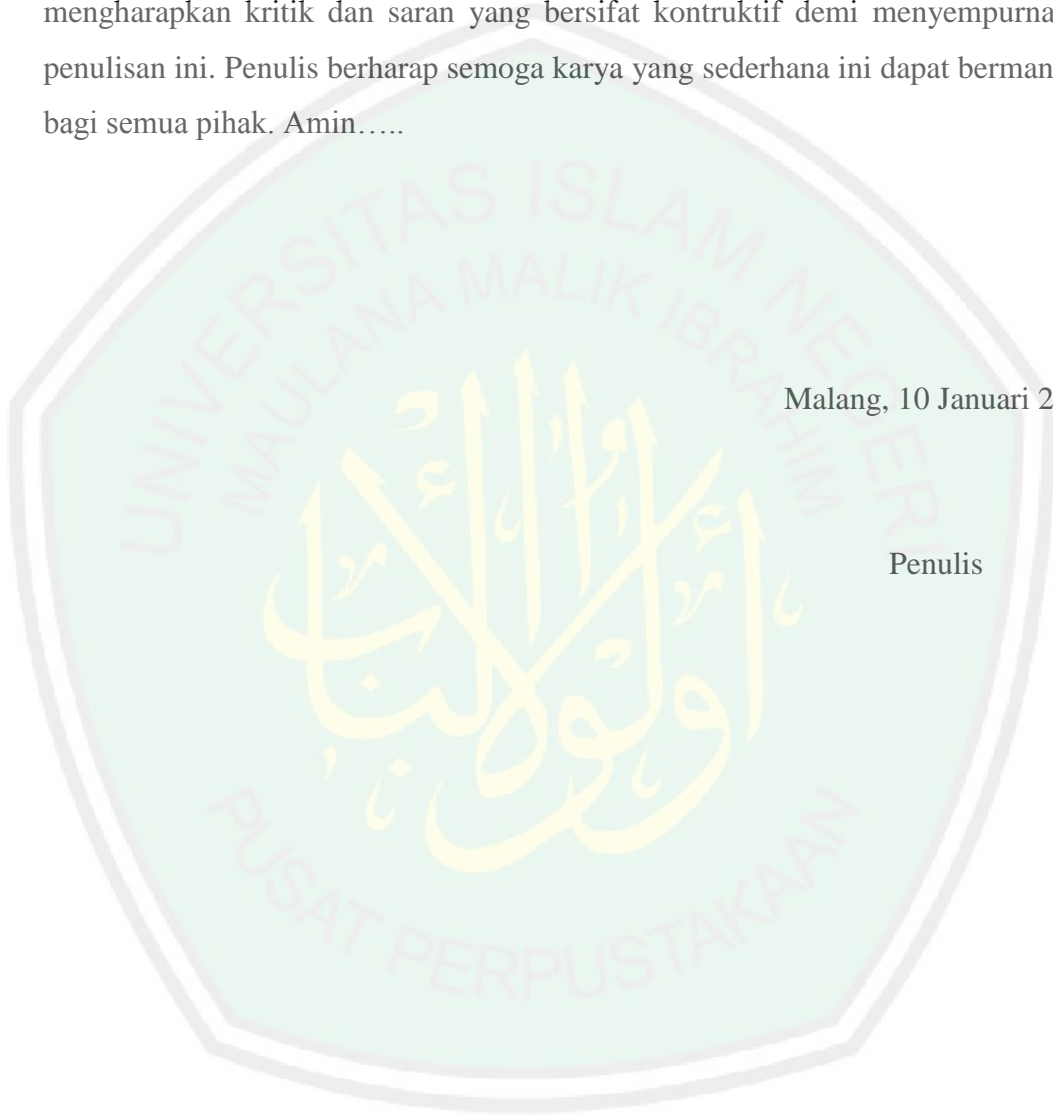 mengharapkan kritik dan saran yang bersifat kontruktif demi menyempurna
penulisan ini. Penulis berharap semoga karya yang sederhana ini dapat berman
bagi semua pihak. Amin…..
UNIVERSITAS ISLAM NEGERI
MAULANA MALIK IBRAHIM
Malang, 10 Januari 2
Penulis
PUSAT PERPUSTAKAAN